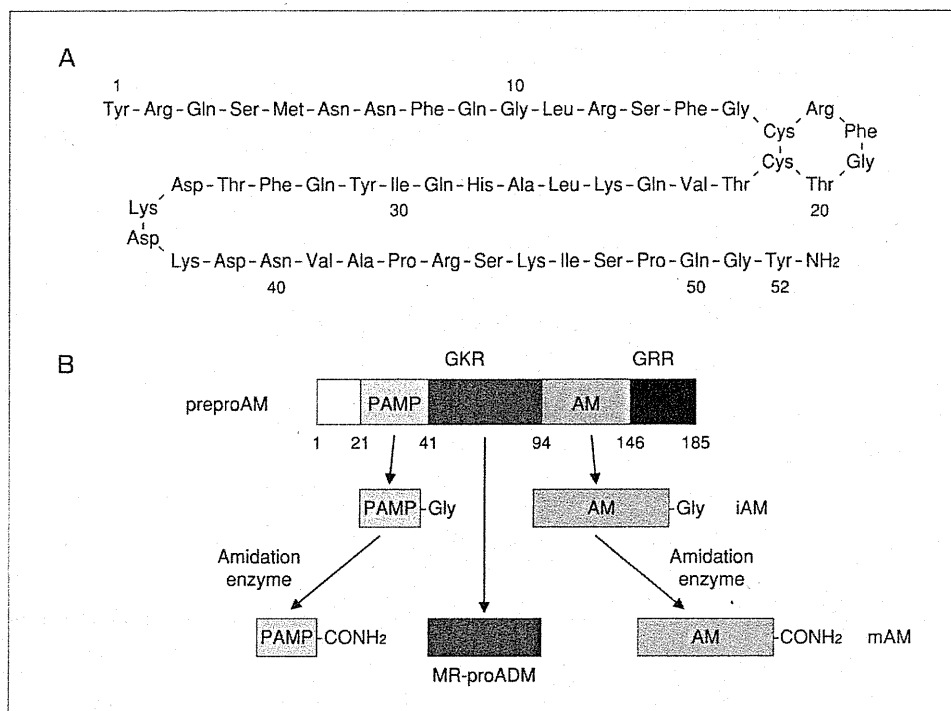 A
1 10
Tyr-Arg-Gln-Ser-Met-Asn-Asn-Phe-Gln-Gly-Leu-Arg-Ser-Phe-Gly
Cys Arg Phe
Cys Thr Gly
Asp-Thr-Phe-Gln-Tyr-Ile-Gln-His-Ala-Leu-Lys-Gln-Val-Thr
Lys 30 20
Asp
Lys-Asp-Asn-Val-Ala-Pro-Arg-Ser-Lys-Ile-Ser-Pro-Gln-Gly-Tyr-NH2
40 50 52
B
GKR GRR
preproAM PAMP AM
1 21 41 94 146 185
PAMP-Gly AM-Gly iAM
Amidation enzyme Amidation enzyme
PAMP-CONH2 AM-CONH2 mAM
MR-proADM